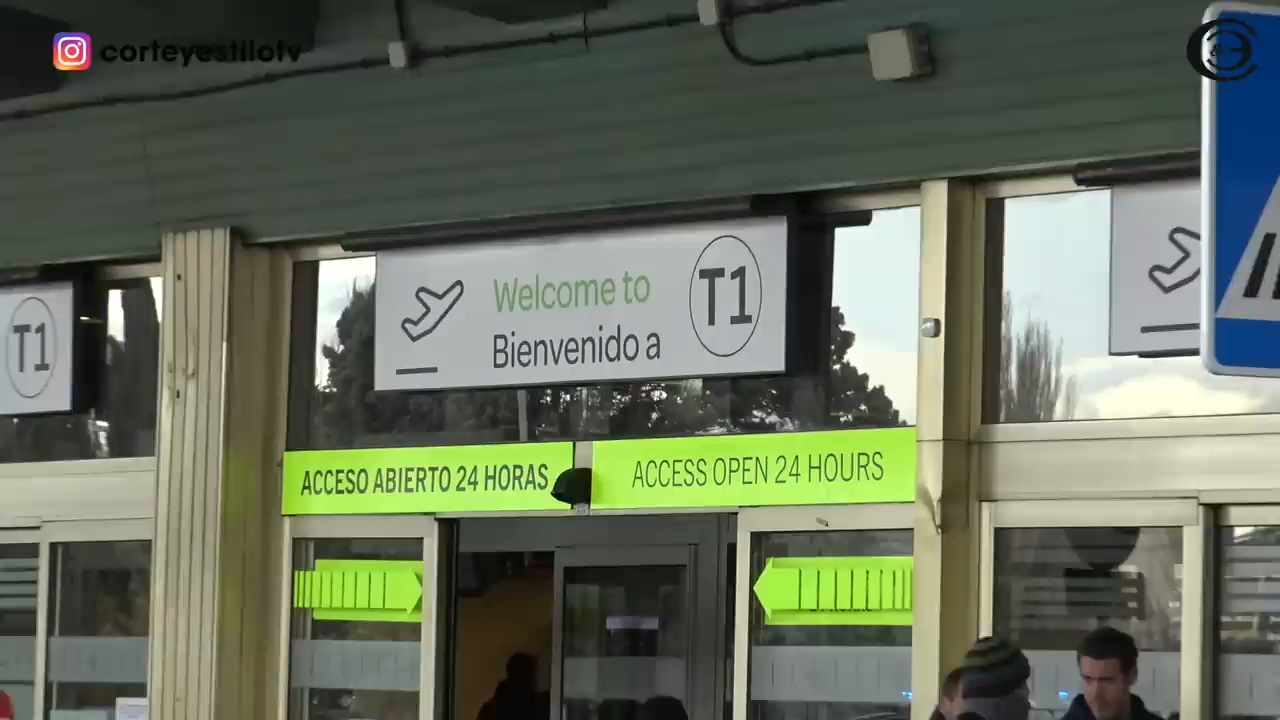 corteyestilotv
Welcome to
Bienvenido a
T1
T1
ACCESO ABIERTO 24 HORAS
ACCESS OPEN 24 HOURS